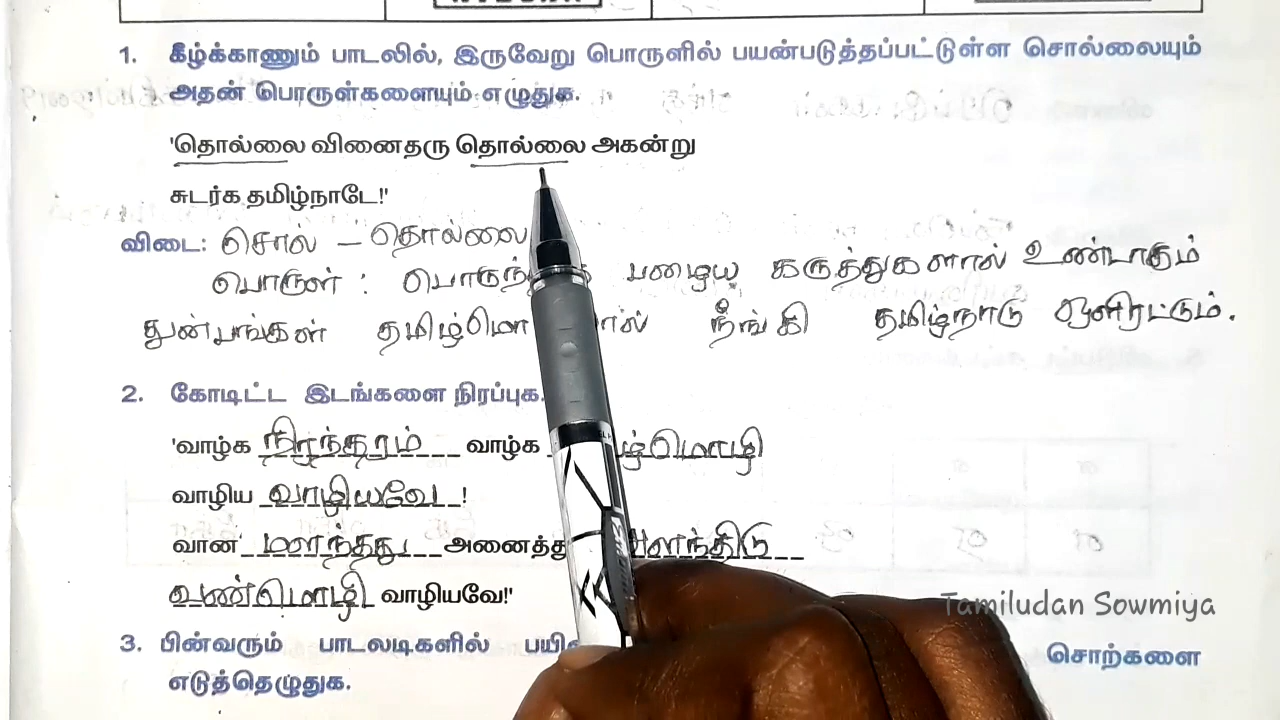 1. கீழ்க்காணும் பாடலில், இருவேறு பொருளில் பயன்படுத்தப்பட்டுள்ள சொல்லையும்
அதன் பொருள்களையும் எழுதுக.
'தொல்லை வினைதரு தொல்லை அகன்று
சுடர்க தமிழ்நாடே!'
விடை: சொல் – தொல்லை
பொருள் : பழைய கருத்துகளால் உண்டாகும்
துன்பங்கள் நீங்கி தமிழ்நாடு ஒளிரட்டும்.
2. கோடிட்ட இடங்களை நிரப்புக.
'வாழ்க நிரந்தரம் வாழ்க
வாழிய வாழியவே !
வான மளந்தது அனைத்து
வண்மொழி வாழியவே!'
3. பின்வரும் பாடலடிகளில் சொற்களை
எடுத்தெழுதுக.
Tamiludan Sowmiya